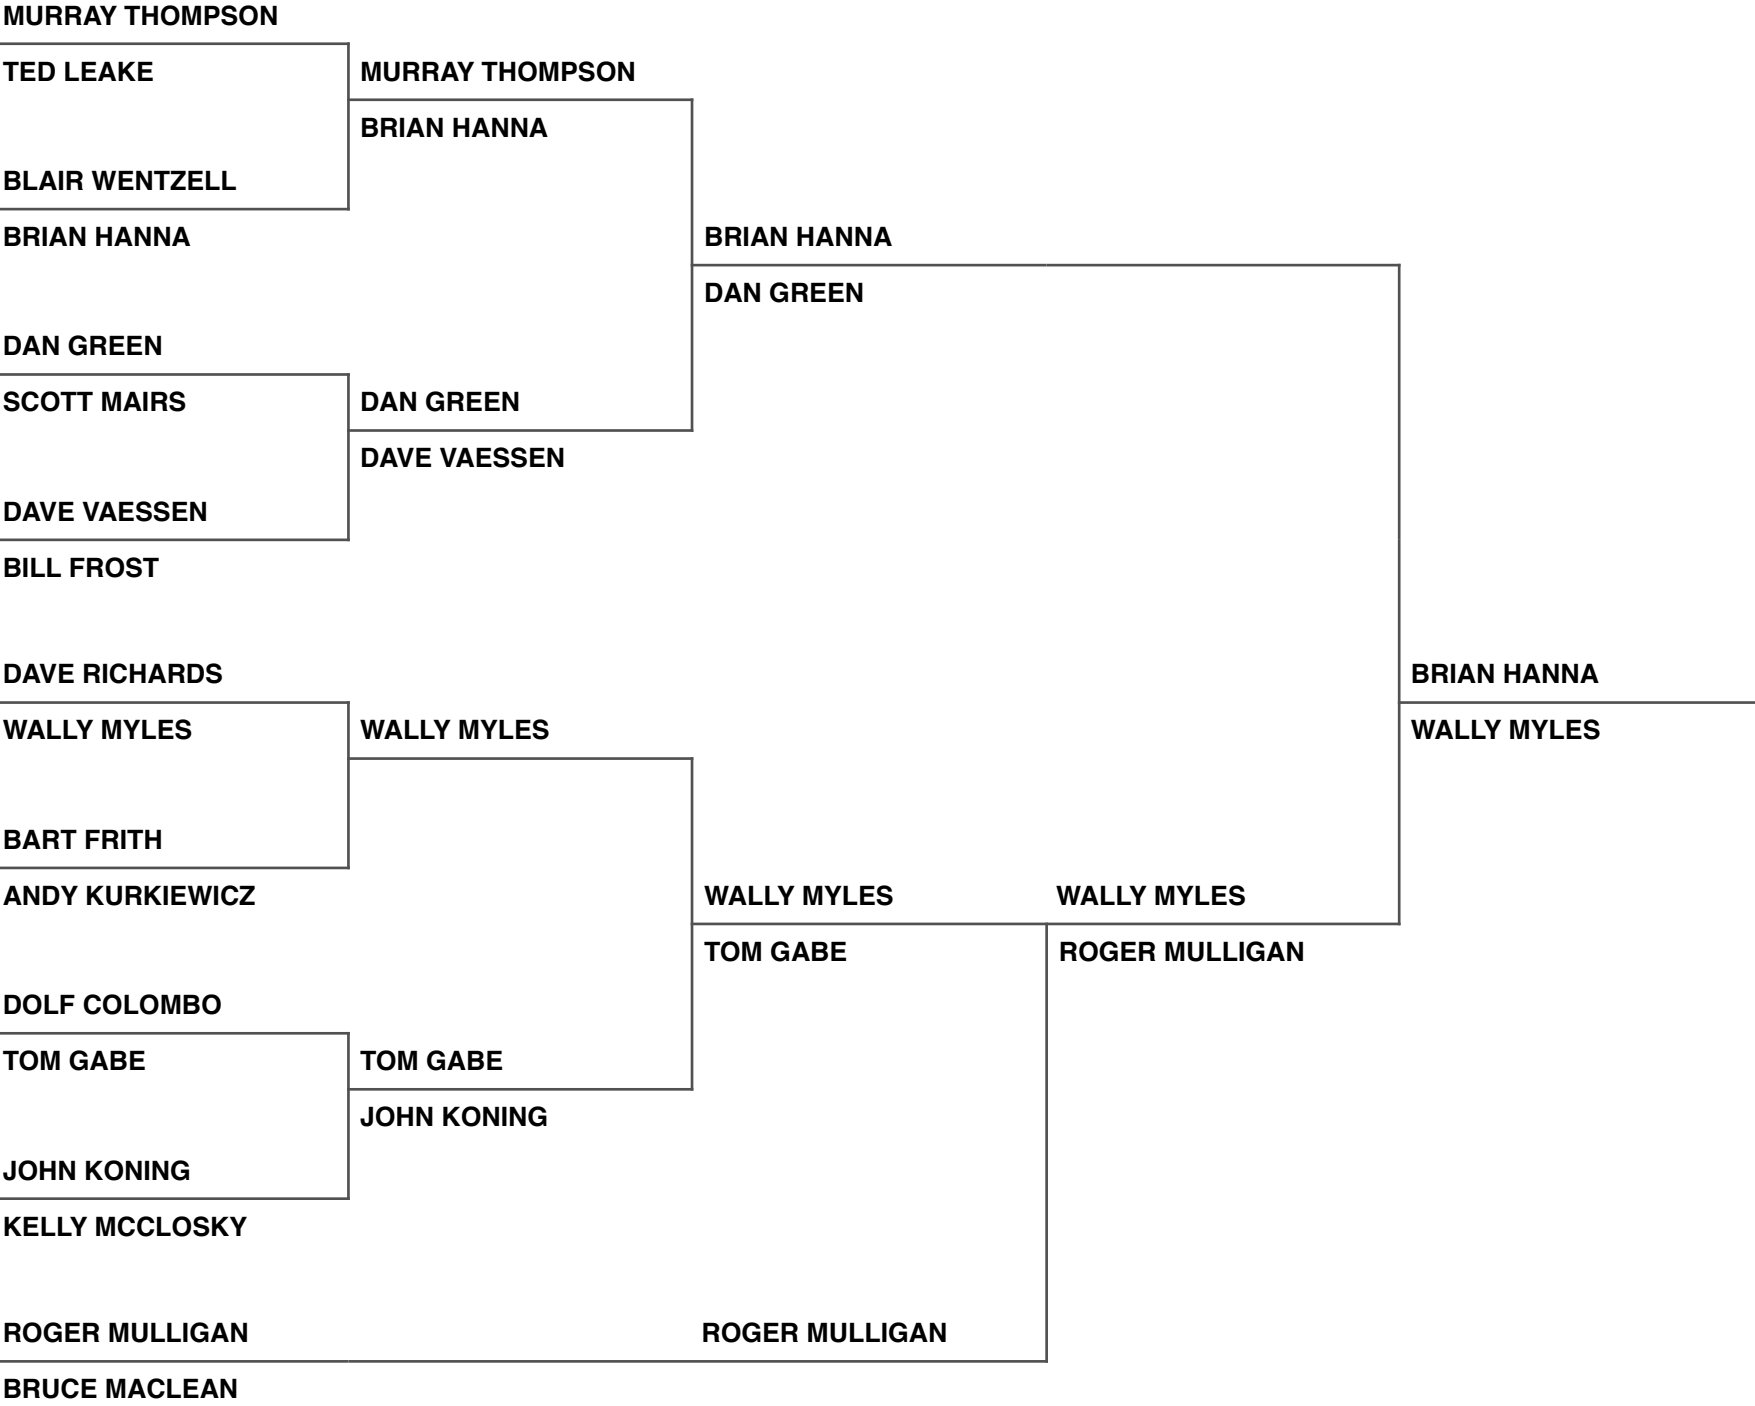 MURRAY THOMPSON
TED LEAKE
BLAIR WENTZELL
BRIAN HANNA
DAN GREEN
SCOTT MAIRS
DAVE VAESSEN
BILL FROST
DAVE RICHARDS
WALLY MYLES
BART FRITH
ANDY KURKIEWICZ
DOLF COLOMBO
TOM GABE
JOHN KONING
KELLY MCCLOSKY
ROGER MULLIGAN
BRUCE MACLEAN
MURRAY THOMPSON
BRIAN HANNA
DAN GREEN
DAVE VAESSEN
WALLY MYLES
TOM GABE
JOHN KONING
BRIAN HANNA
DAN GREEN
WALLY MYLES
TOM GABE
ROGER MULLIGAN
WALLY MYLES
ROGER MULLIGAN
BRIAN HANNA
WALLY MYLES